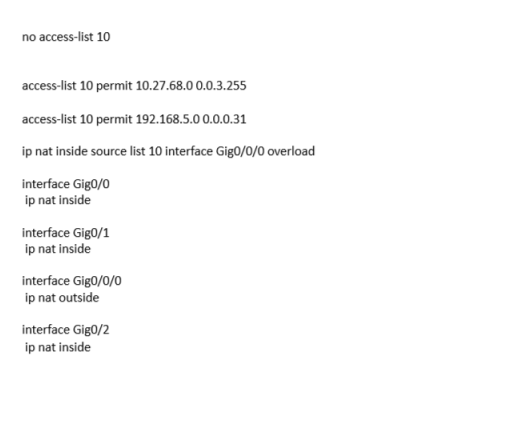 no access-list 10
access-list 10 permit 10.27.68.0 0.0.3.255
access-list 10 permit 192.168.5.0 0.0.0.31
ip nat inside source list 10 interface Gig0/0/0 overload
interface Gig0/0
ip nat inside
interface Gig0/1
ip nat inside
interface Gig0/0/0
ip nat outside
interface Gig0/2
ip nat inside